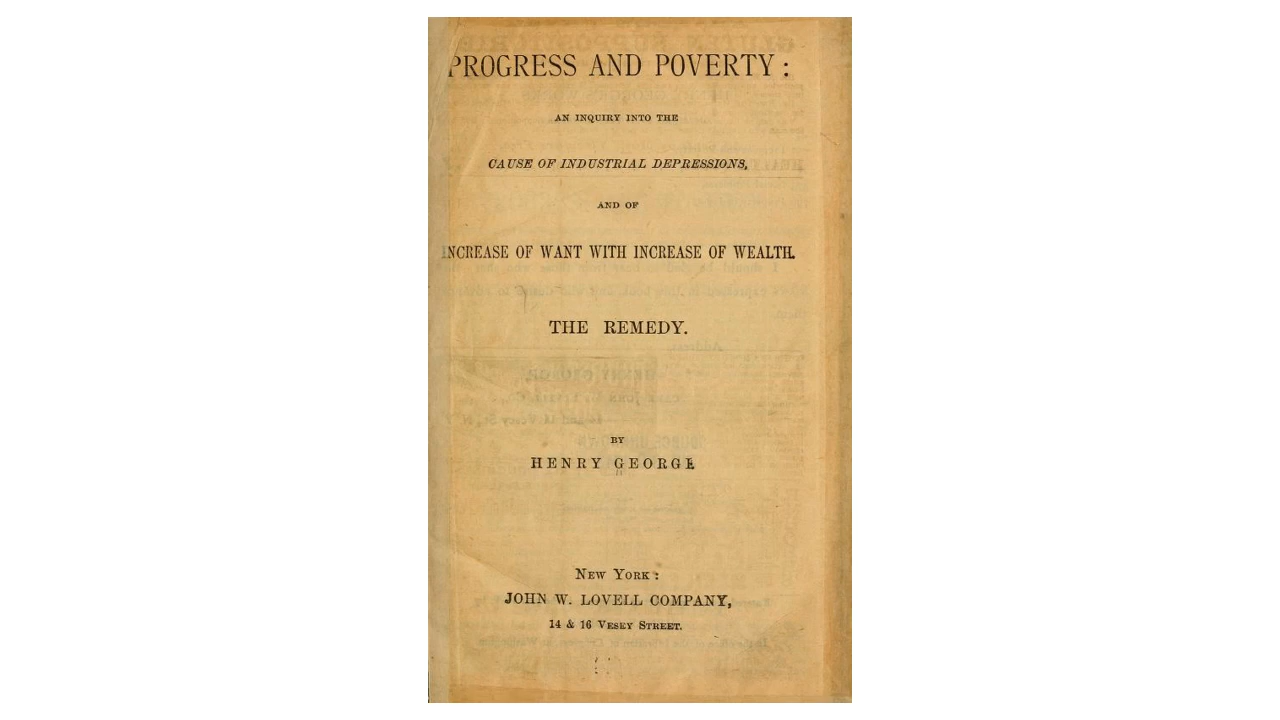 PROGRESS AND POVERTY:
AN INQUIRY INTO THE
CAUSE OF INDUSTRIAL DEPRESSIONS,
AND OF
INCREASE OF WANT WITH INCREASE OF WEALTH.
THE REMEDY.
BY
HENRY GEORGE
NEW YORK:
JOHN W. LOVELL COMPANY,
14 & 16 VESEY STREET.